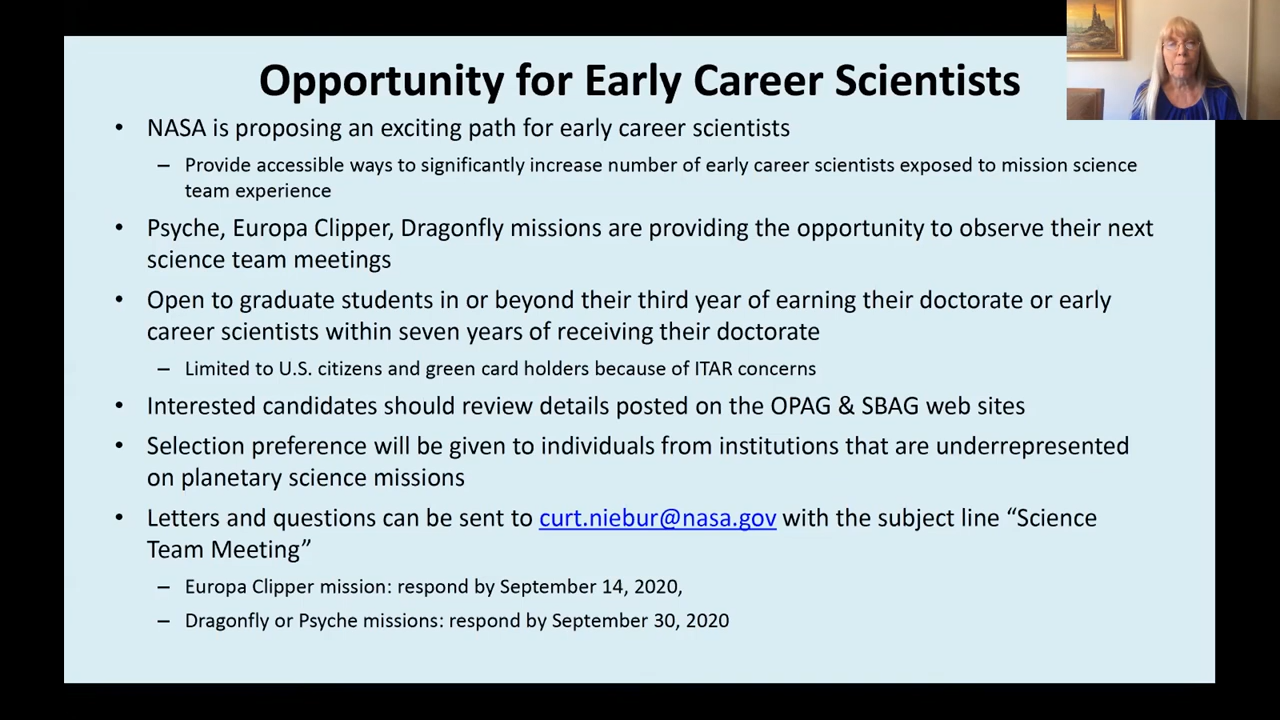 Opportunity for Early Career Scientists
• NASA is proposing an exciting path for early career scientists
– Provide accessible ways to significantly increase number of early career scientists exposed to mission science
team experience
• Psyche, Europa Clipper, Dragonfly missions are providing the opportunity to observe their next
science team meetings
• Open to graduate students in or beyond their third year of earning their doctorate or early
career scientists within seven years of receiving their doctorate
– Limited to U.S. citizens and green card holders because of ITAR concerns
• Interested candidates should review details posted on the OPAG & SBAG web sites
• Selection preference will be given to individuals from institutions that are underrepresented
on planetary science missions
• Letters and questions can be sent to curt.niebur@nasa.gov with the subject line “Science
Team Meeting”
– Europa Clipper mission: respond by September 14, 2020,
– Dragonfly or Psyche missions: respond by September 30, 2020